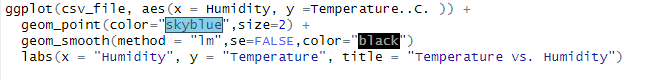 ggplot(csv_file, aes(x = Humidity, y =Temperature..C. )) +
geom_point(color="skyblue",size=2) +
geom_smooth(method = "lm",se=FALSE,color="black")
labs(x = "Humidity", y = "Temperature", title = "Temperature vs. Humidity")